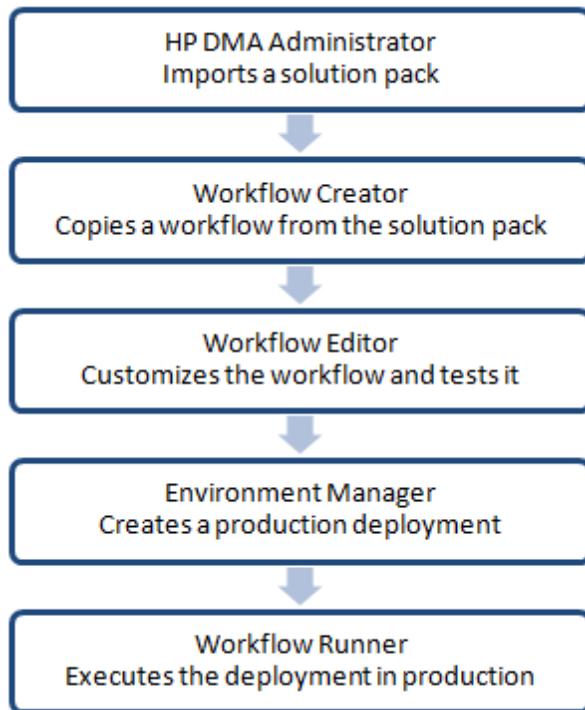 HP DMA Administrator
Imports a solution pack
Workflow Creator
Copies a workflow from the solution pack
Workflow Editor
Customizes the workflow and tests it
Environment Manager
Creates a production deployment
Workflow Runner
Executes the deployment in production